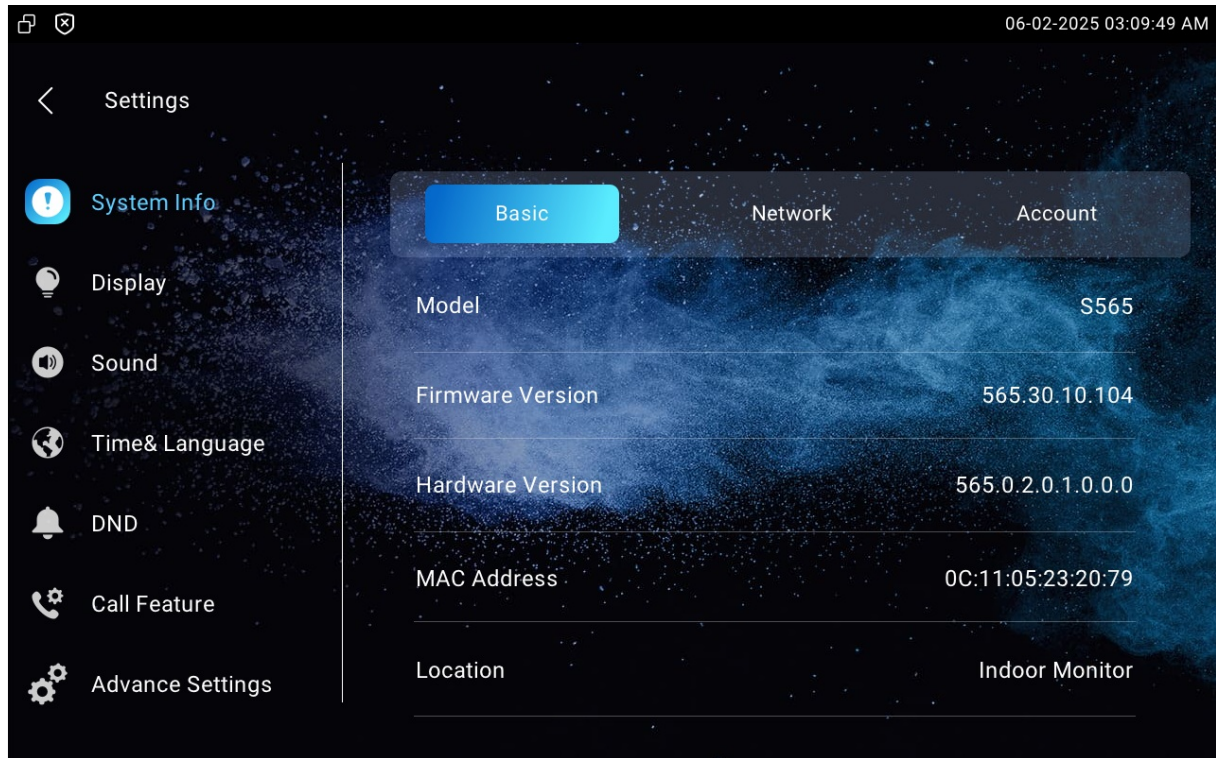 06-02-2025 03:09:49 AM
Settings
System Info
Display
Sound
Time& Language
DND
Call Feature
Advance Settings
Basic Network Account
Model S565
Firmware Version 565.30.10.104
Hardware Version 565.0.2.0.1.0.0.0
MAC Address 0C:11:05:23:20:79
Location Indoor Monitor